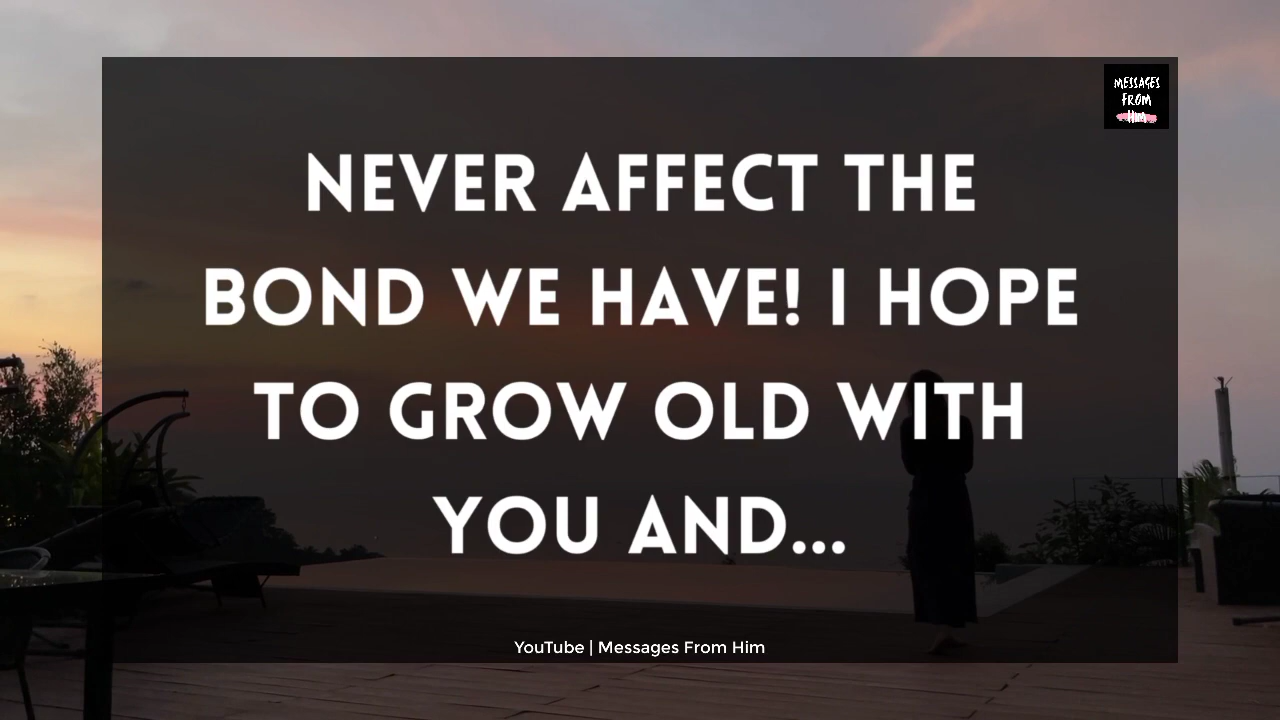 MESSAGES
FROM
HIM
NEVER AFFECT THE
BOND WE HAVE! I HOPE
TO GROW OLD WITH
YOU AND...
YouTube | Messages From Him